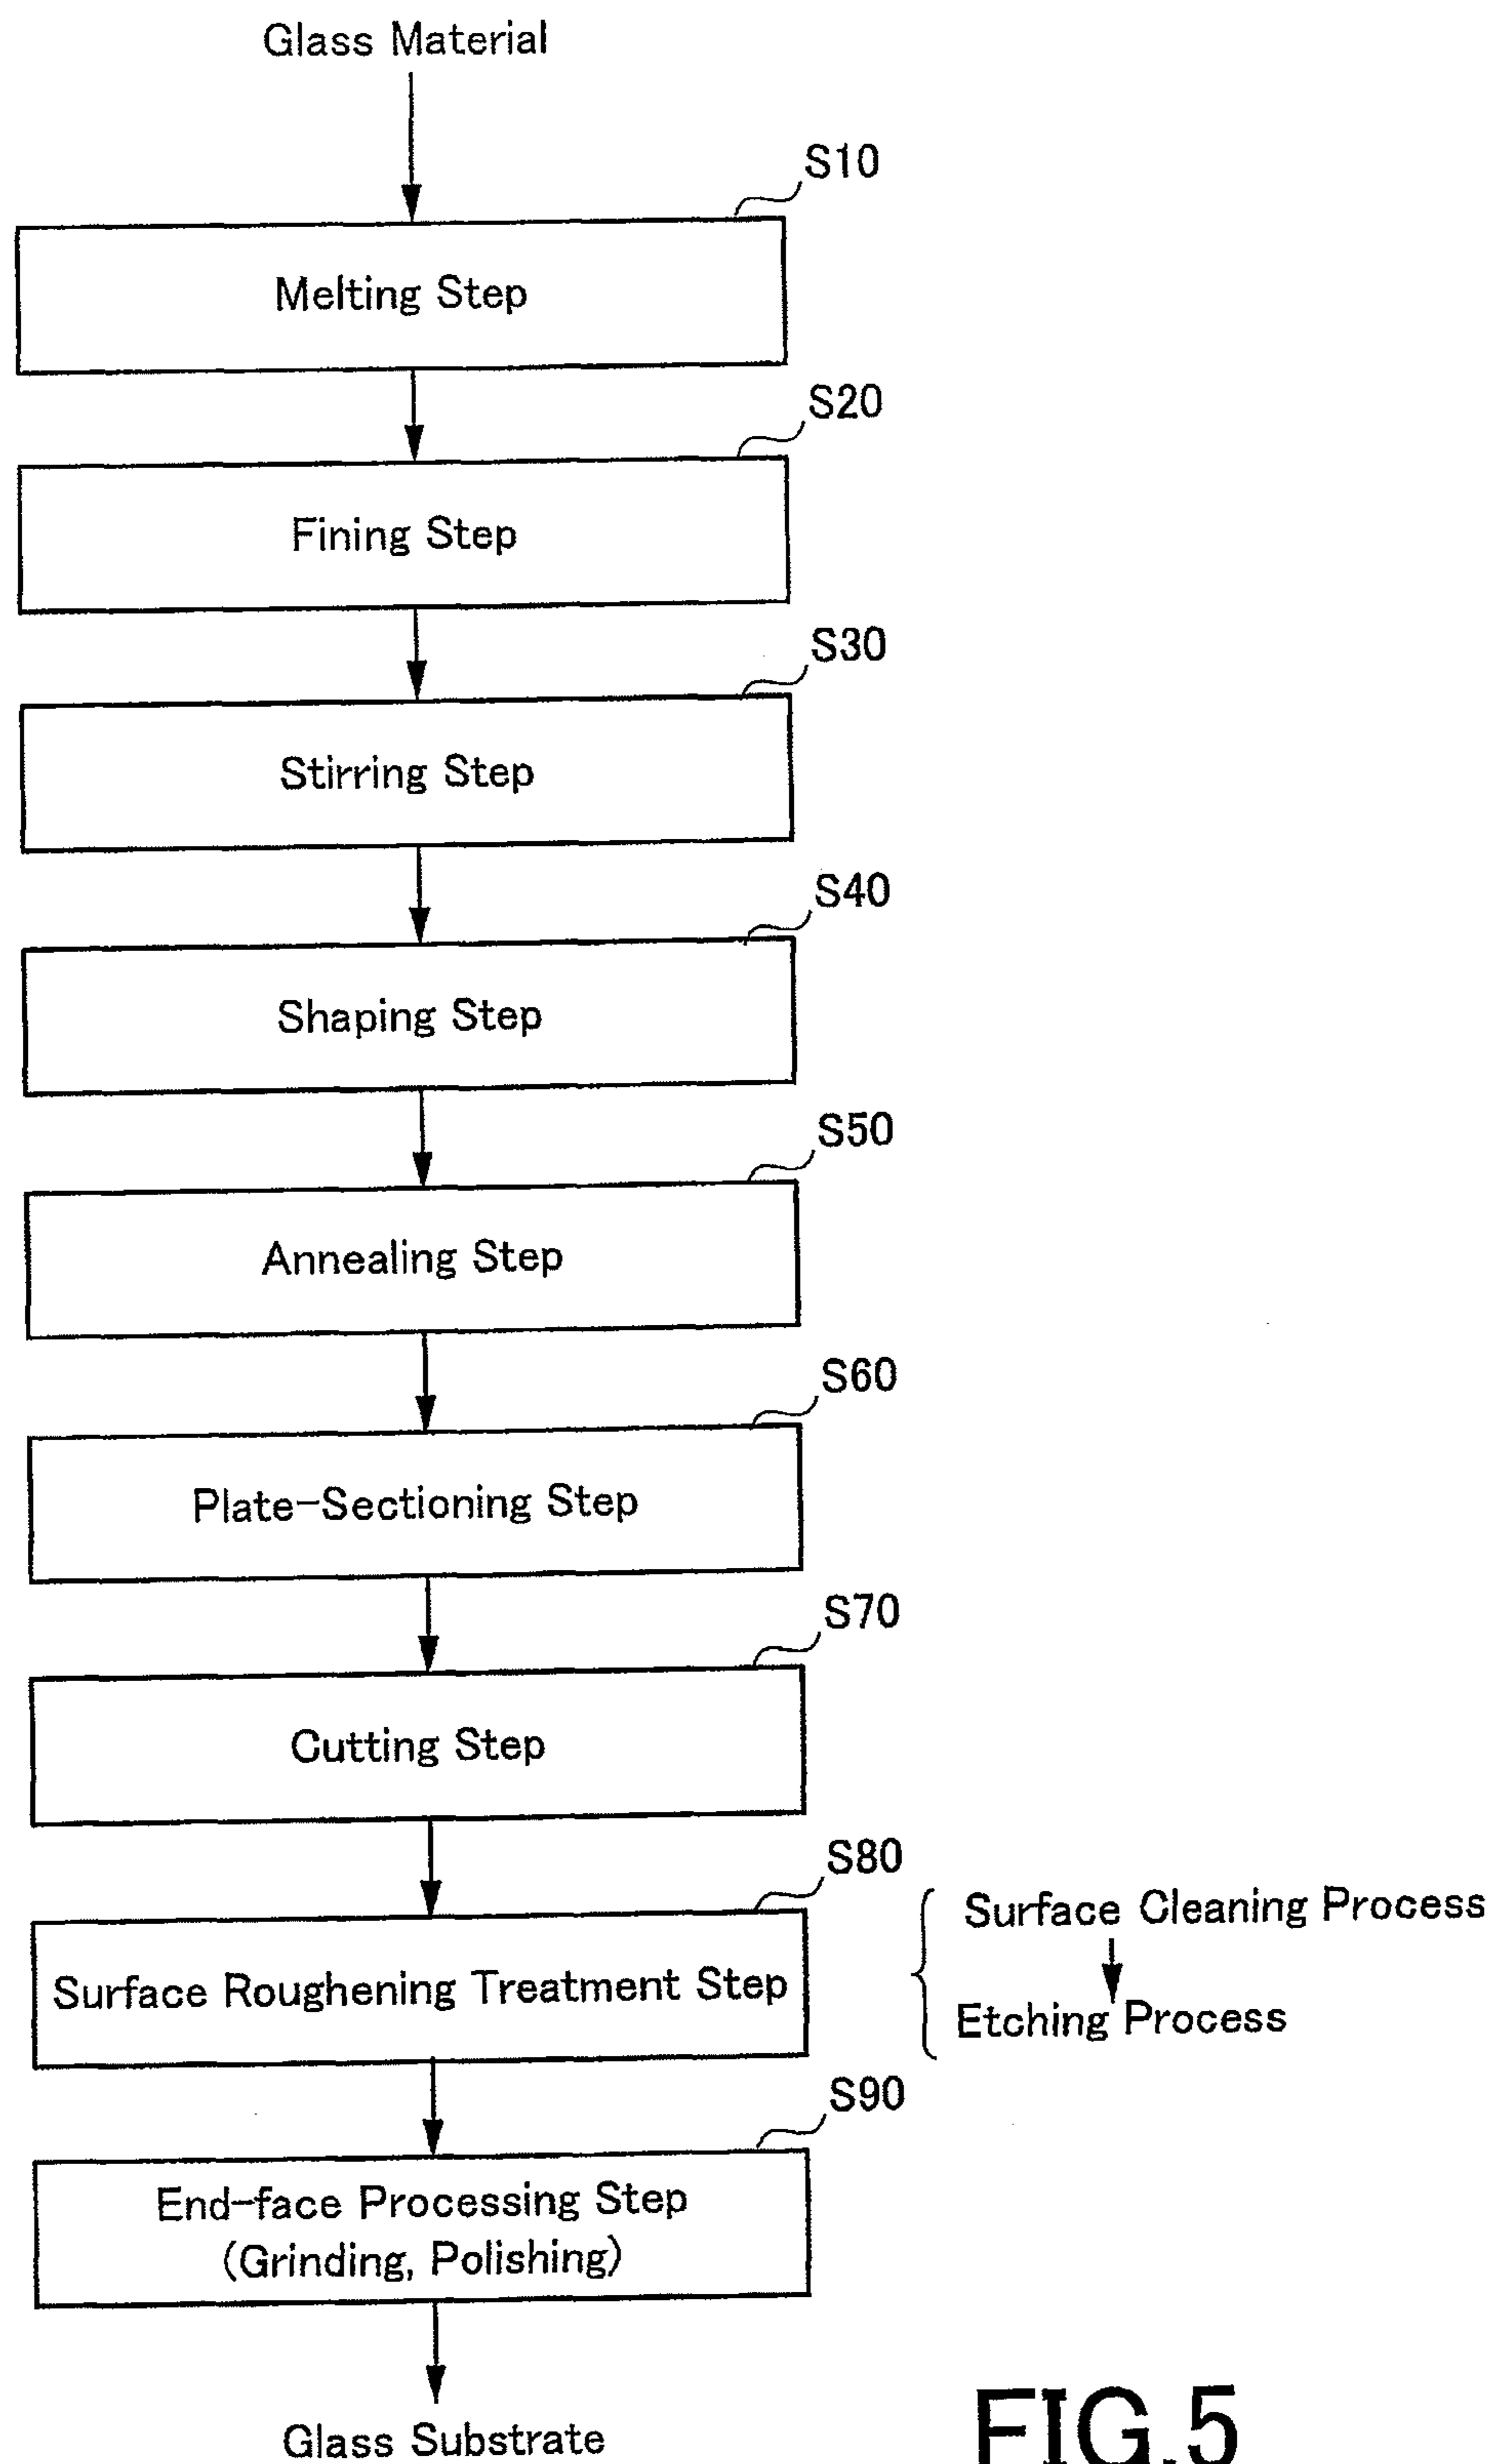 Glass Material
S10
Melting Step
S20
Fining Step
S30
Stirring Step
S40
Shaping Step
S50
Annealing Step
S60
Plate-Sectioning Step
S70
Cutting Step
S80
Surface Roughening Treatment Step
Surface Cleaning Process
Etching Process
S90
End-face Processing Step
(Grinding, Polishing)
Glass Substrate
FIG.5